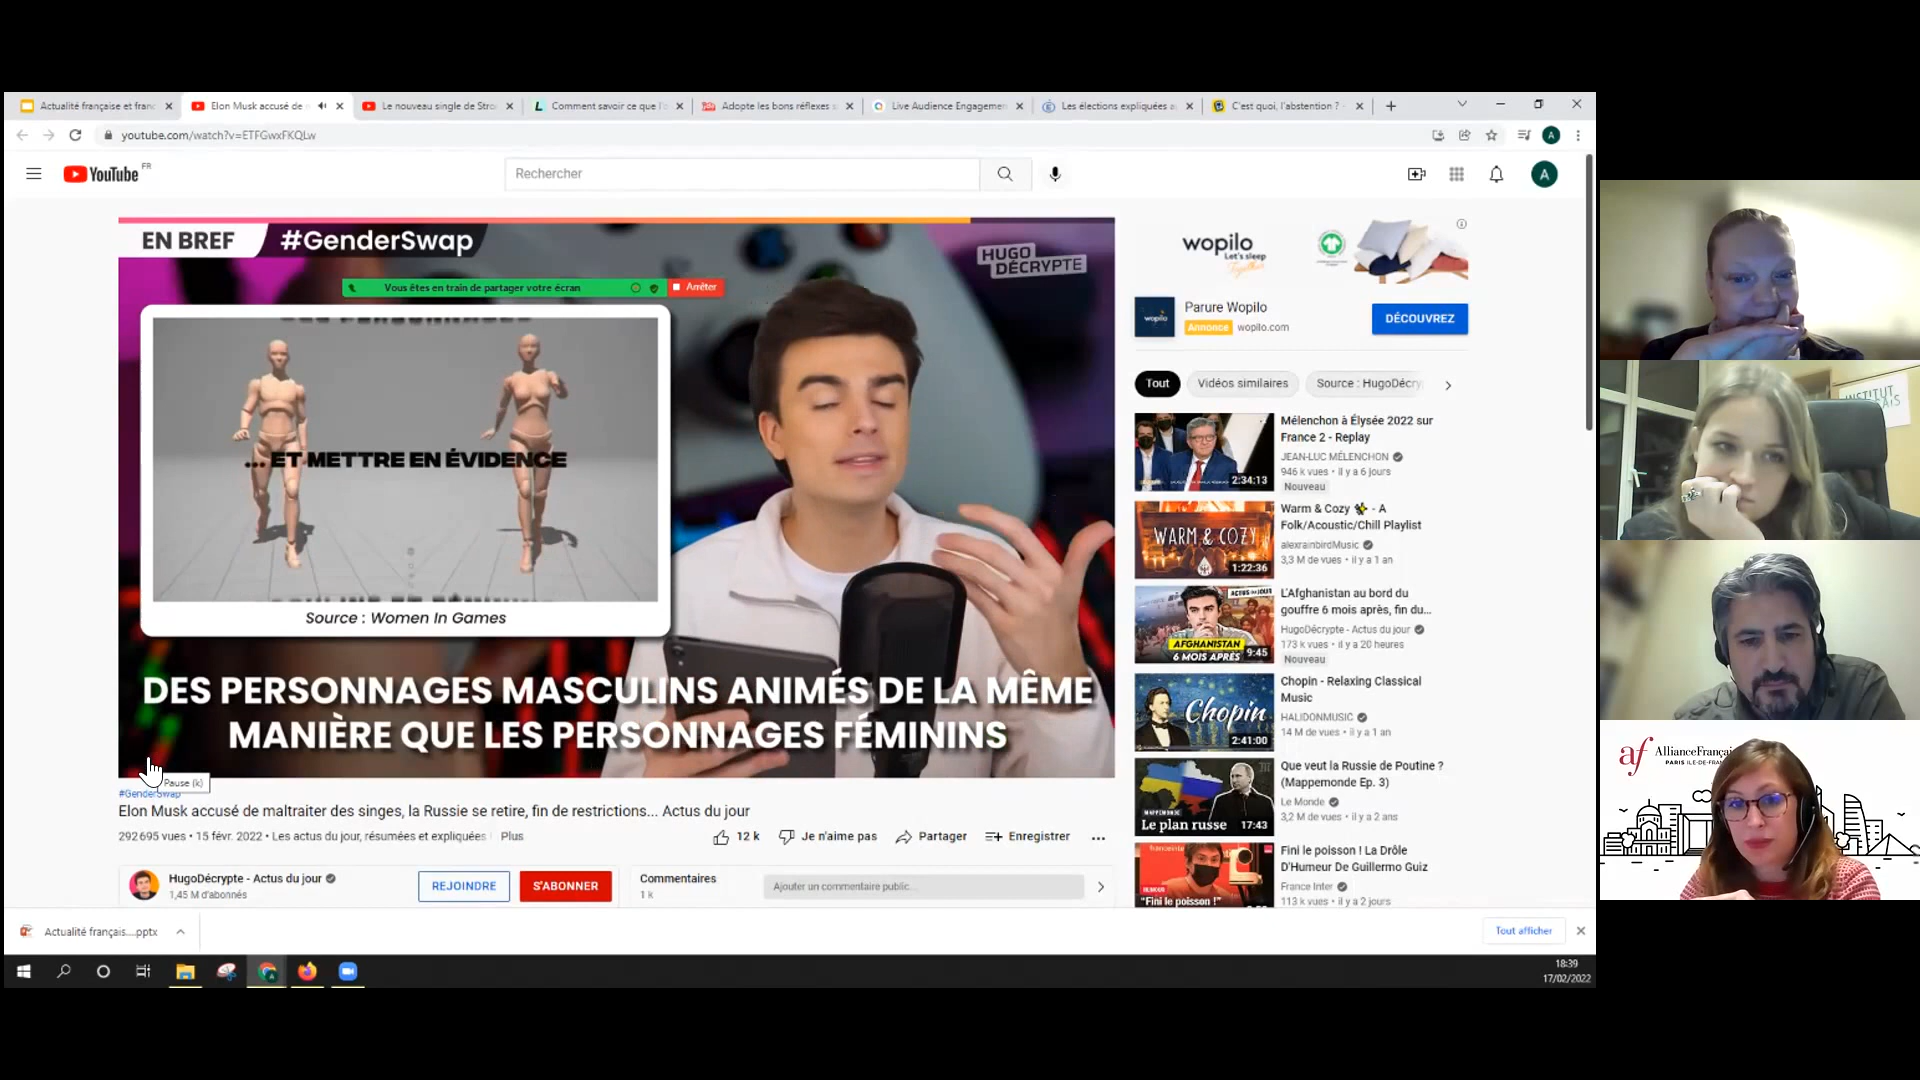 Actualité française et franc
Elon Musk accusé de
Le nouveau single de Stro
Comment savoir ce que l'
Adopte les bons réflexes
Live Audience Engagemen
Les élections expliquées a
C'est quoi, l'abstention ? -
youtube.com/watch?v=ETFGwxFKQLw
YouTube FR
Rechercher
A
EN BREF
#GenderSwap
HUGO
DÉCRYPTE
Vous êtes en train de partager votre écran
Arrêter
... ET METTRE EN ÉVIDENCE
Source : Women In Games
DES PERSONNAGES MASCULINS ANIMÉS DE LA MÊME
MANIÈRE QUE LES PERSONNAGES FÉMININS
Pause (k)
#GenderSwap
Elon Musk accusé de maltraiter des singes, la Russie se retire, fin de restrictions... Actus du jour
292 695 vues • 15 févr. 2022 • Les actus du jour, résumées et expliquées
Plus
12 k
Je n'aime pas
Partager
Enregistrer
HugoDécrypte - Actus du jour
1,45 M d'abonnés
REJOINDRE
S'ABONNER
Commentaires
1 k
Ajouter un commentaire public...
wopilo
Let's sleep
Together
Parure Wopilo
Annonce wopilo.com
DÉCOUVREZ
Tout
Vidéos similaires
Source : HugoDécry
Mélenchon à Élysée 2022 sur
France 2 - Replay
JEAN-LUC MÉLENCHON
946 k vues • il y a 6 jours
Nouveau
2:34:13
Warm & Cozy - A
Folk/Acoustic/Chill Playlist
alexrainbirdMusic
3,3 M de vues • il y a 1 an
WARM & COZY
1:22:36
L'Afghanistan au bord du
gouffre 6 mois après, fin du...
HugoDécrypte - Actus du jour
173 k vues • il y a 20 heures
Nouveau
ACTUS DU JOUR
AFGHANISTAN
6 MOIS APRÈS
9:45
Chopin - Relaxing Classical
Music
HALIDONMUSIC
14 M de vues • il y a 1 an
Chopin
2:41:00
Que veut la Russie de Poutine ?
(Mappemonde Ep. 3)
Le Monde
3,2 M de vues • il y a 2 ans
MAPPEMONDE
Le plan russe
17:43
Fini le poisson ! La Drôle
D'Humeur De Guillermo Guiz
France Inter
113 k vues • il y a 2 jours
"Fini le poisson !"
Actualité français....pptx
Tout afficher
18:39
17/02/2022
af AllianceFrançai
PARIS ILE-DE-FRAN